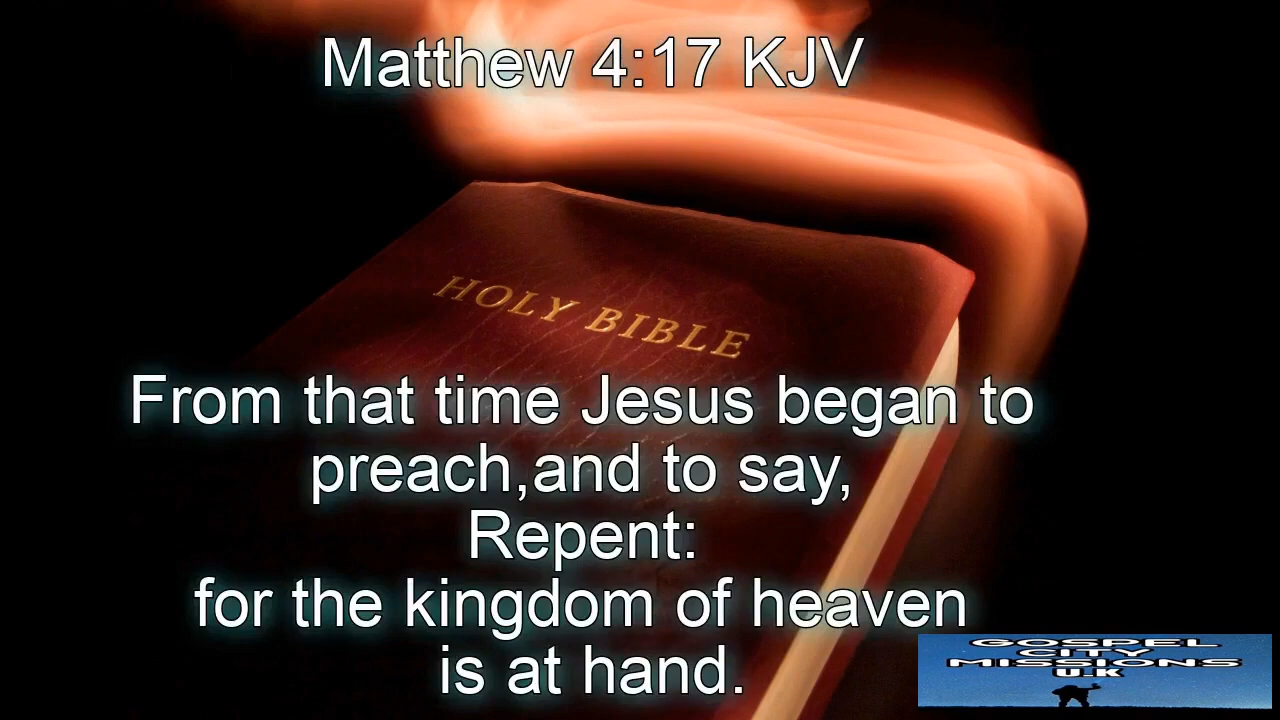 Matthew 4:17 KJV
HOLY BIBLE
From that time Jesus began to
preach,and to say,
Repent:
for the kingdom of heaven
is at hand.
GOSPEL
CITY
MISSIONS
U.K